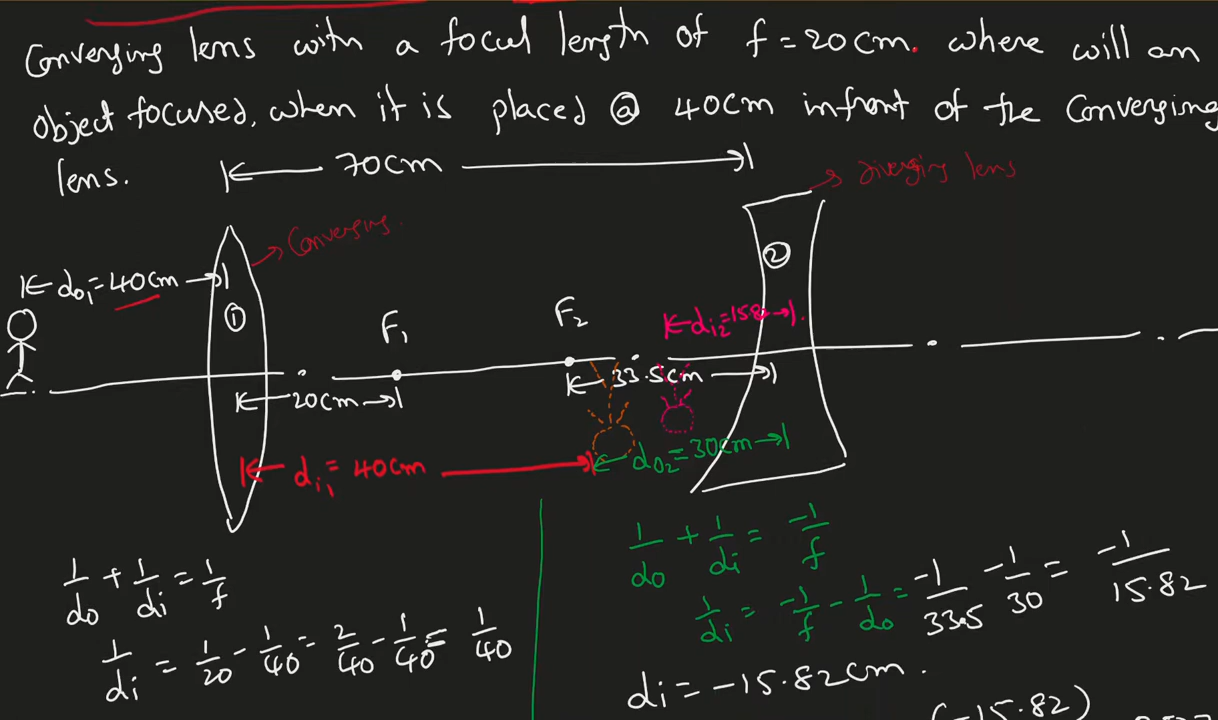 Converging lens with a focul length of f = 20cm. where will an
object focused, when it is placed @ 40cm infront of the Converging
lens.
70cm
diverging lens
Converging
②
do₁ = 40cm
①
F₁
F₂
di₂ = 15.8
33.5cm
20cm
di₁ = 40cm
do₂ = 30cm
1/do + 1/di = -1/f
1/di = -1/f - 1/do = -1/33.5 - 1/30 = -1/15.82
di = -15.82cm.
1/do + 1/di = 1/f
1/di = 1/20 - 1/40 = 2/40 - 1/40 = 1/40
(-15.82)